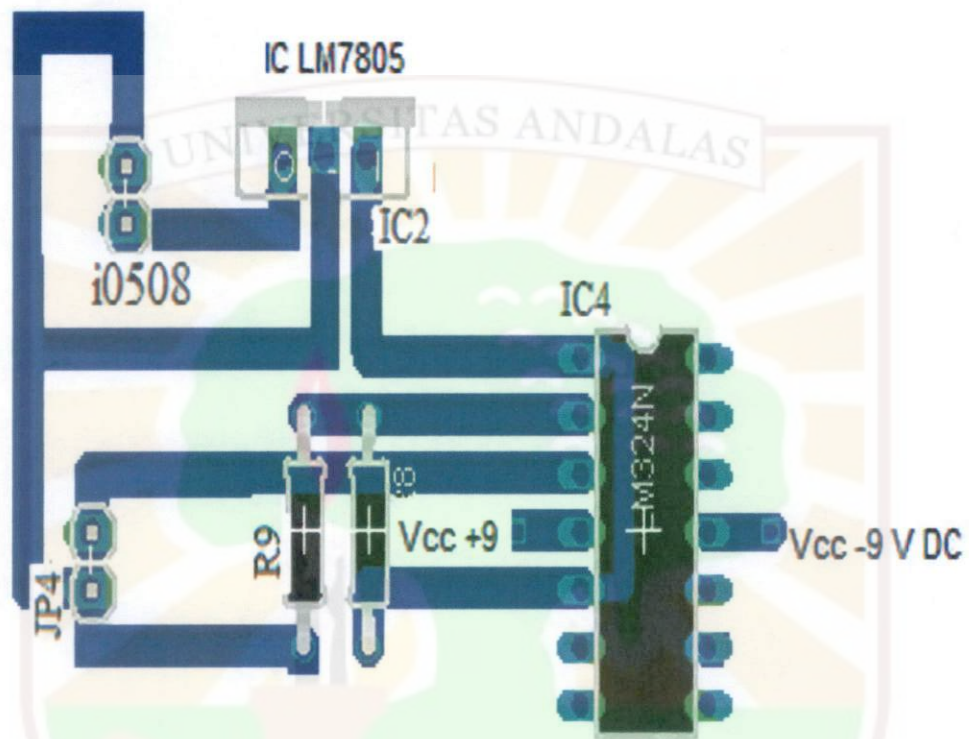 IC LM7805
UNIVERSITAS ANDALAS
IC2
i0508
IC4
LM324N
R9
Vcc +9
Vcc -9 V DC
JP4